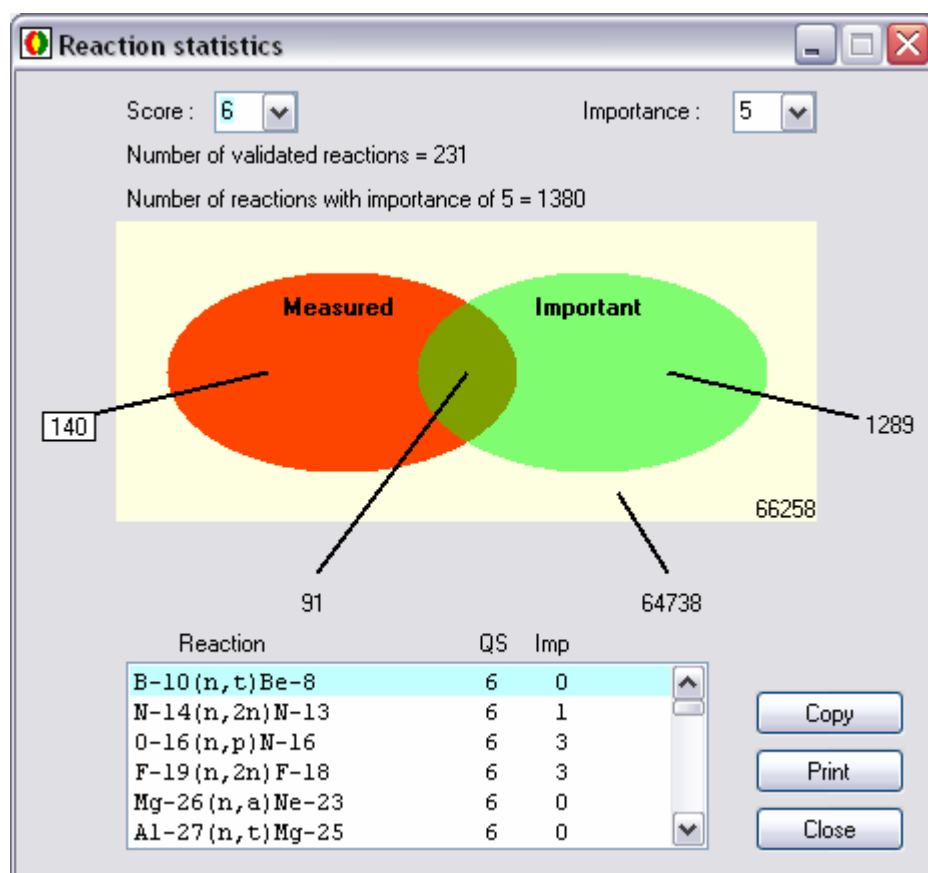 Reaction statistics
Score : 6 Importance : 5
Number of validated reactions = 231
Number of reactions with importance of 5 = 1380
Measured Important
140 1289
66258
91 64738
Reaction QS Imp
B-10(n,t)Be-8 6 0
N-14(n,2n)N-13 6 1
O-16(n,p)N-16 6 3
F-19(n,2n)F-18 6 3
Mg-26(n,a)Ne-23 6 0
Al-27(n,t)Mg-25 6 0
Copy
Print
Close